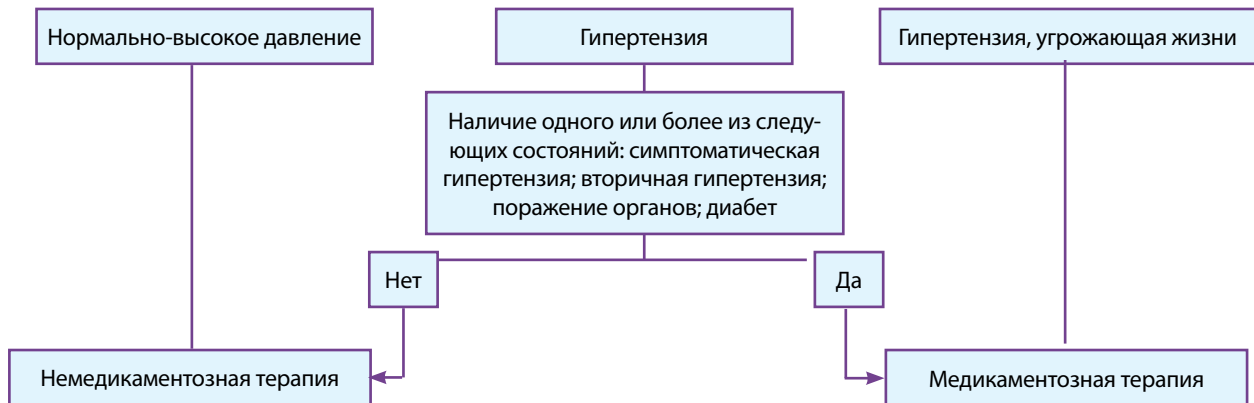 Нормально-высокое давление
Гипертензия
Гипертензия, угрожающая жизни
Наличие одного или более из следу-
ющих состояний: симптоматическая
гипертензия; вторичная гипертензия;
поражение органов; диабет
Нет
Да
Немедикаментозная терапия
Медикаментозная терапия